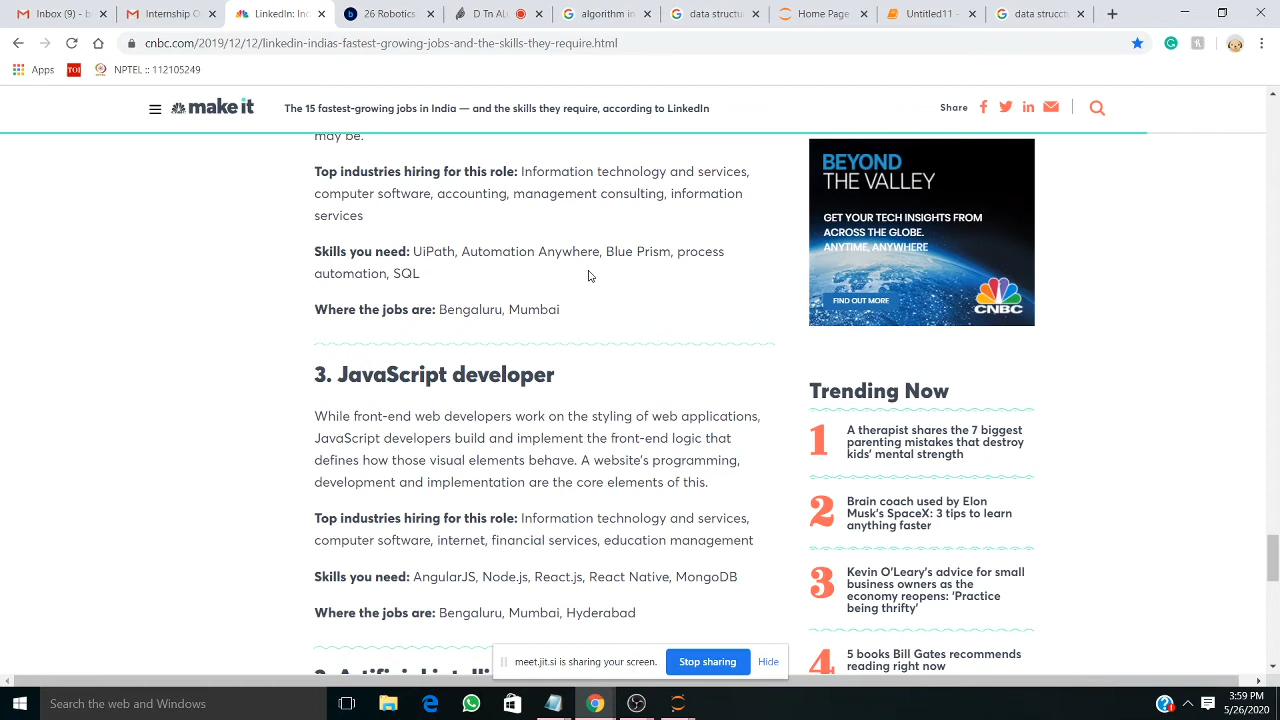 Inbox (19)
Internship O
LinkedIn: In
26 Robotics
D TAL
algorithm in
data structu
Home Page
Untitled11 -
data structu
cnbc.com/2019/12/12/linkedin-indias-fastest-growing-jobs-and-the-skills-they-require.html
Apps
TOI
NPTEL :: 112105249
make it
The 15 fastest-growing jobs in India — and the skills they require, according to LinkedIn
Share
may be.
Top industries hiring for this role: Information technology and services,
computer software, accounting, management consulting, information
services
Skills you need: UiPath, Automation Anywhere, Blue Prism, process
automation, SQL
Where the jobs are: Bengaluru, Mumbai
3. JavaScript developer
While front-end web developers work on the styling of web applications,
JavaScript developers build and implement the front-end logic that
defines how those visual elements behave. A website's programming,
development and implementation are the core elements of this.
Top industries hiring for this role: Information technology and services,
computer software, internet, financial services, education management
Skills you need: AngularJS, Node.js, React.js, React Native, MongoDB
Where the jobs are: Bengaluru, Mumbai, Hyderabad
BEYOND
THE VALLEY
GET YOUR TECH INSIGHTS FROM
ACROSS THE GLOBE.
ANYTIME, ANYWHERE
FIND OUT MORE
CNBC
Trending Now
1
A therapist shares the 7 biggest
parenting mistakes that destroy
kids' mental strength
2
Brain coach used by Elon
Musk's SpaceX: 3 tips to learn
anything faster
3
Kevin O'Leary's advice for small
business owners as the
economy reopens: 'Practice
being thrifty'
4
5 books Bill Gates recommends
reading right now
meet.jit.si is sharing your screen.
Stop sharing
Hide
Search the web and Windows
3:59 PM
5/26/2020